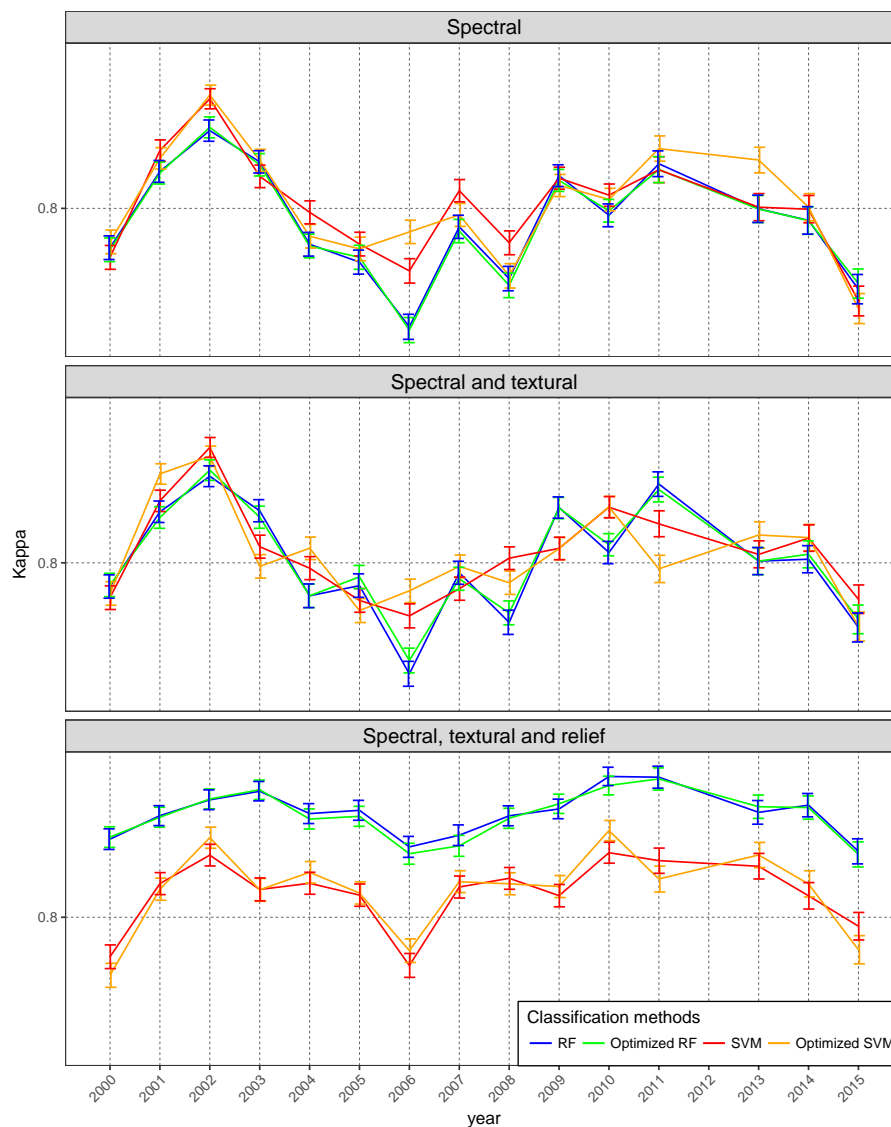 Spectral
0.8
Spectral and textural
Kappa
0.8
Spectral, textural and relief
0.8
Classification methods
RF Optimized RF SVM Optimized SVM
2000 2001 2002 2003 2004 2005 2006 2007 2008 2009 2010 2011 2012 2013 2014 2015
year